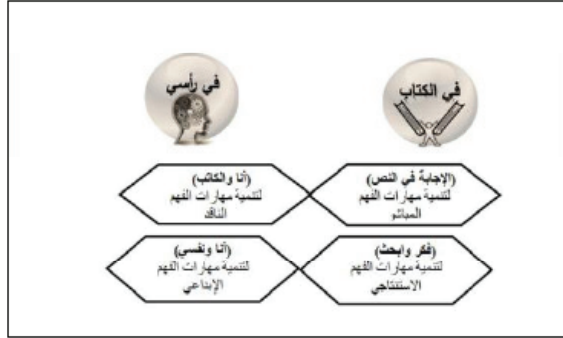 في الكتاب
في رأسي
(الإجابة في النص)
لتنمية مهارات الفهم
المباشر
(أنا والكاتب)
لتنمية مهارات الفهم
الناقد
(فكر وابحث)
لتنمية مهارات الفهم
الاستنتاجي
(أنا ونفسي)
لتنمية مهارات الفهم
الإبداعي